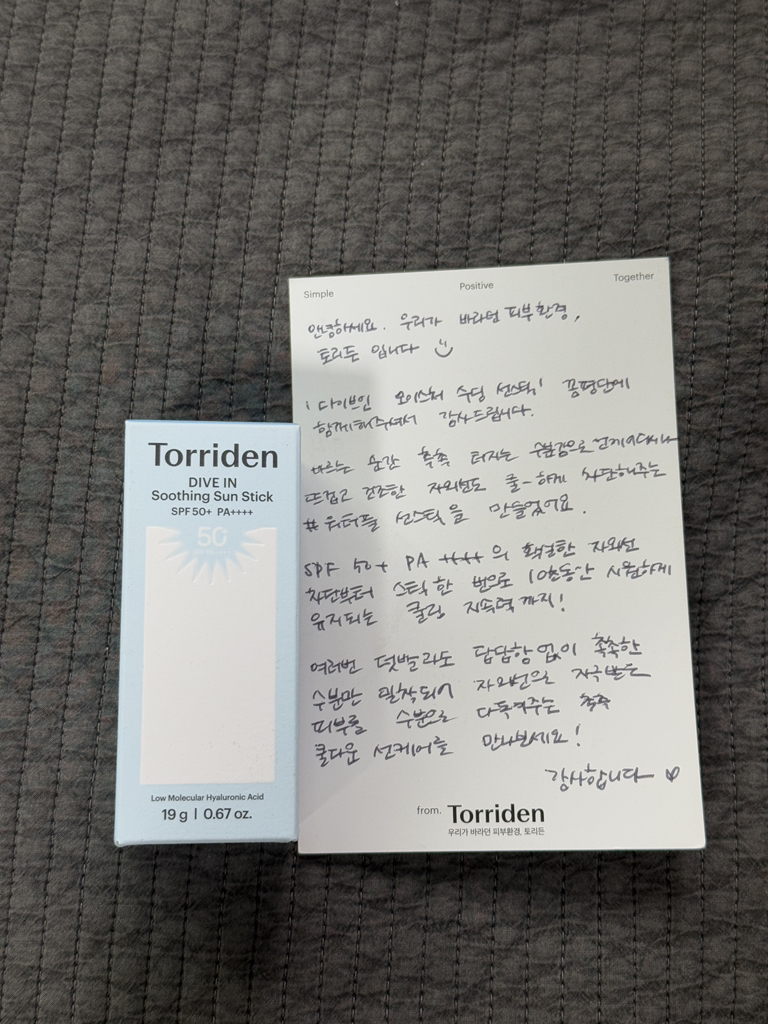 Torriden
DIVE IN
Soothing Sun Stick
SPF 50+ PA++++
50
Low Molecular Hyaluronic Acid
19 g | 0.67 oz.
Simple Positive Together
안녕하세요. 우리가 바라던 피부환경,
토리든 입니다
'다이브인 모이스처 수딩 선스틱' 품평단에
함께해주셔서 감사드립니다.
바르는 순간 촉촉 터지는 수분감으로
뜨겁고 건조한 자외선도 쿨-하게 차단해주는
#워터풀 선스틱을 만들었어요.
SPF 50+ PA ++++의 확실한 자외선
차단부터 스틱 한 번으로 10초동안 시원하게
유지되는 쿨링 지속력까지!
여러번 덧발라도 답답함 없이 촉촉한
수분만 밀착되어 자외선으로 자극받은
피부를 수분으로 다독여주는 촉촉
쿨다운 선케어를 만나보세요!
감사합니다 ♡
from. Torriden
우리가 바라던 피부환경, 토리든